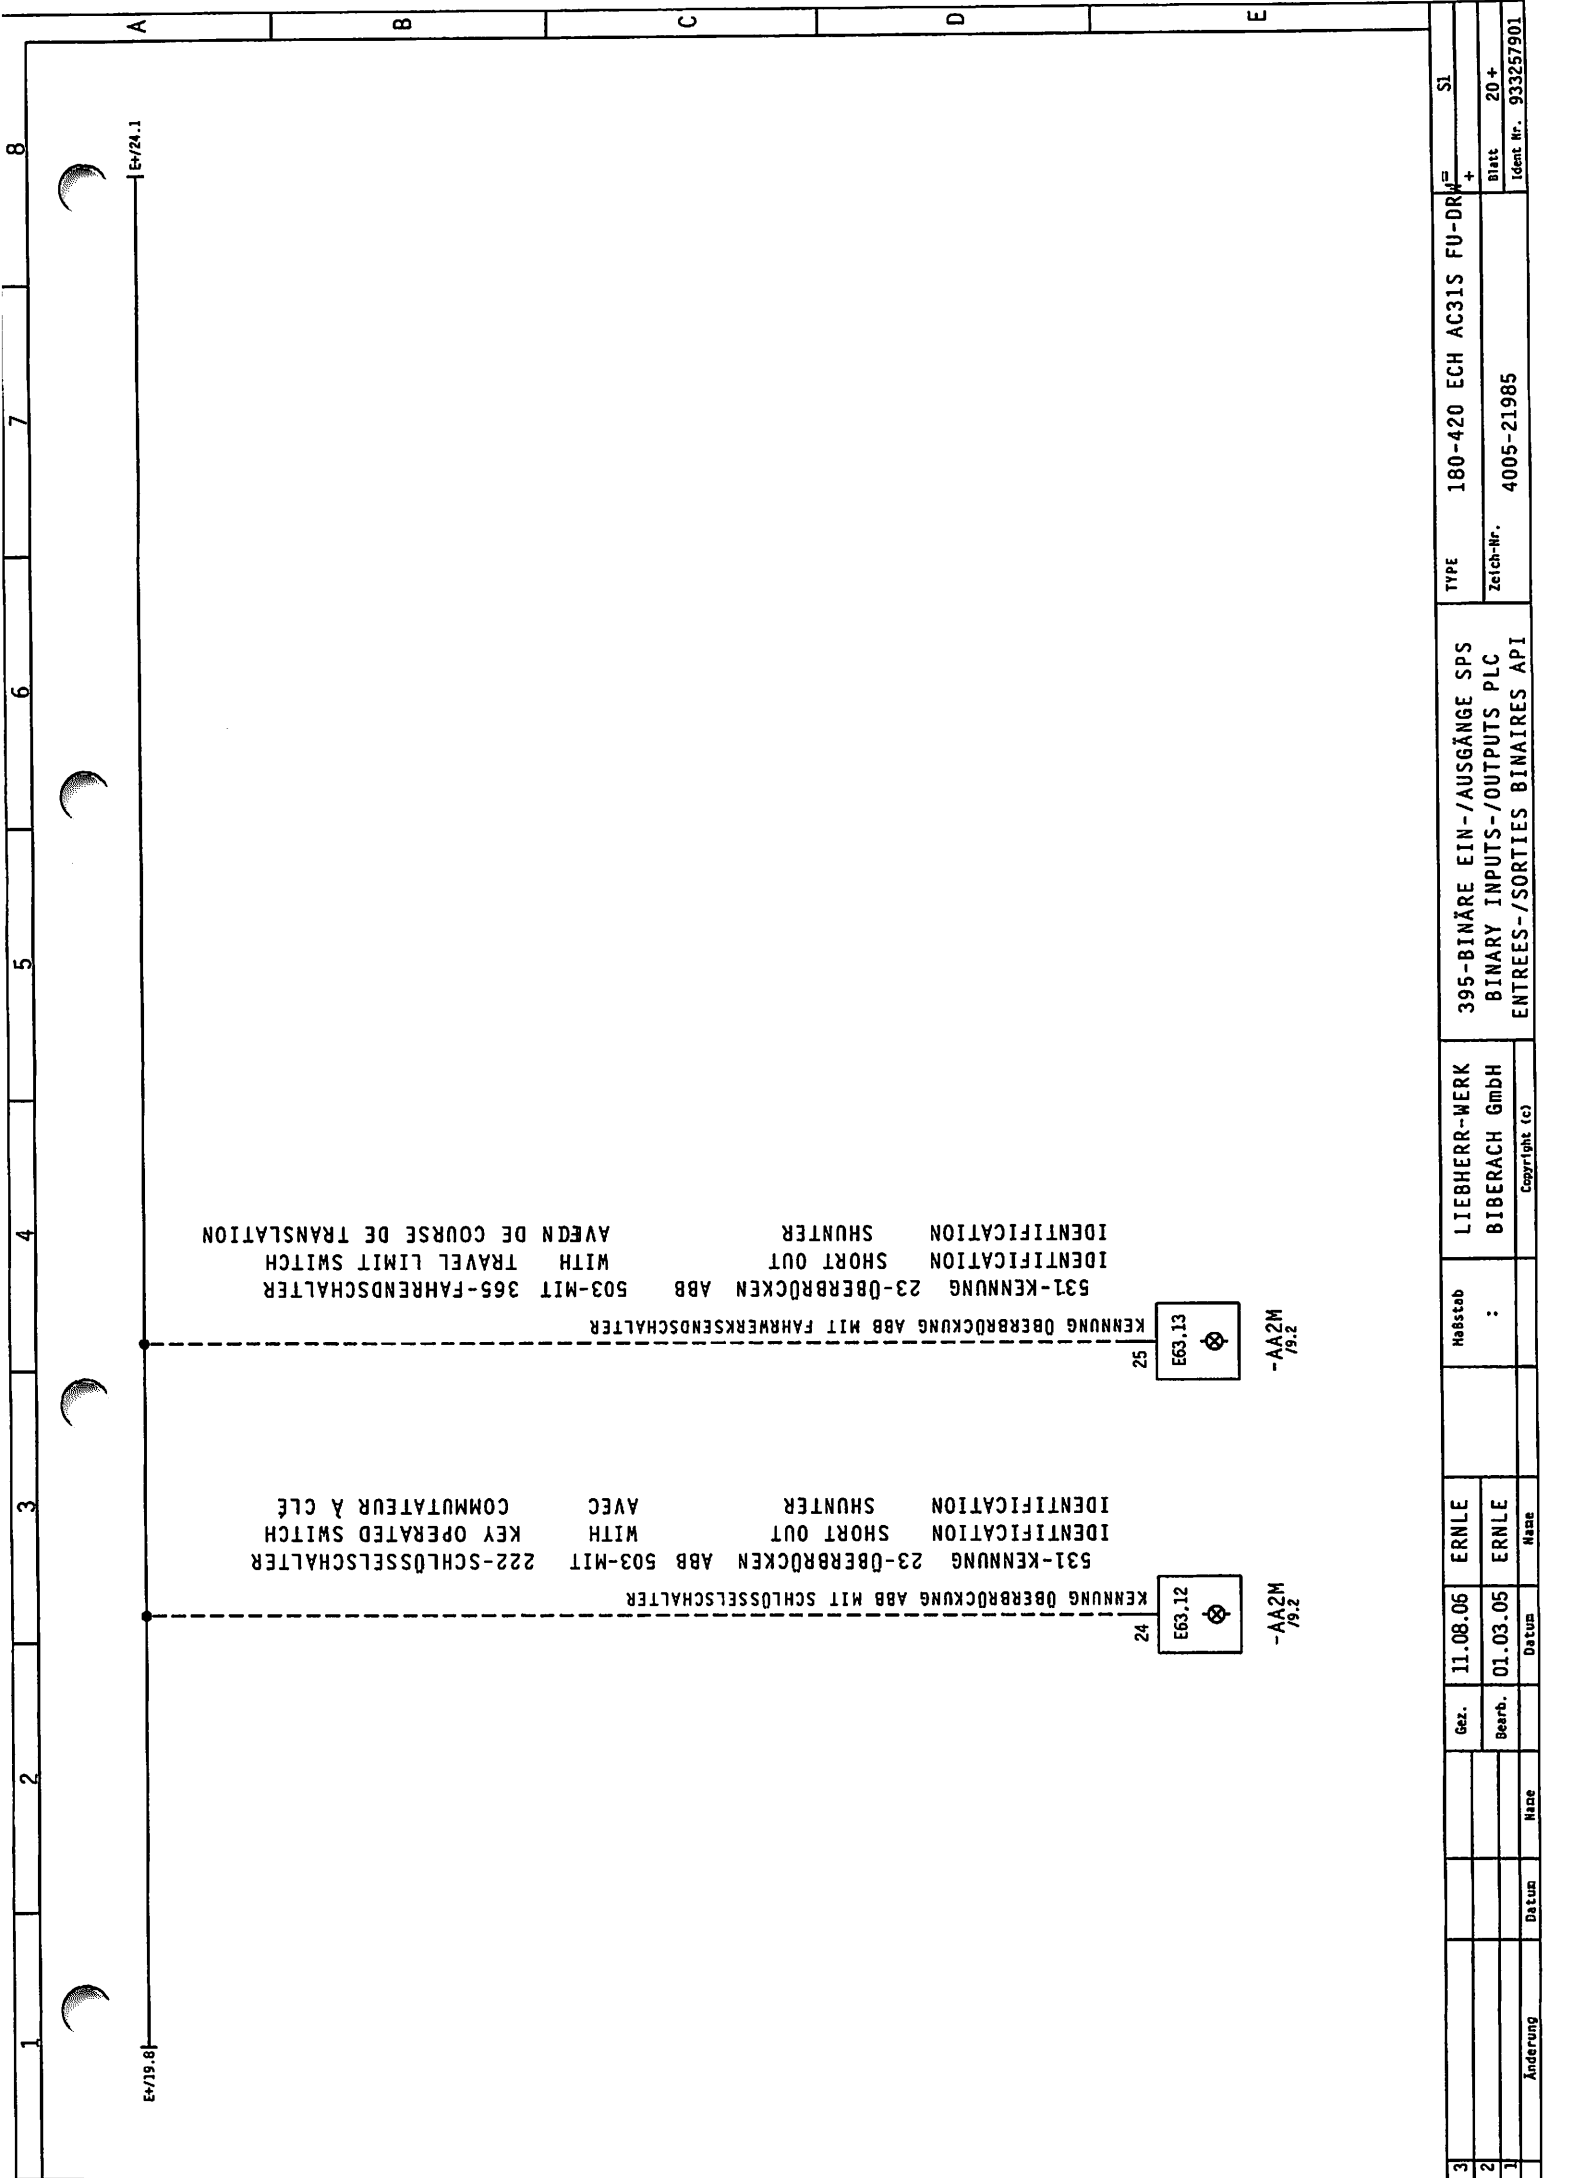 1 2 3 4 5 6 7 8
A
B
C
D
E
E+/19.8
E+/24.1
KENNUNG ÜBERBRÜCKUNG ABB MIT SCHLÜSSELSCHALTER
531-KENNUNG 23-ÜBERBRÜCKEN ABB 503-MIT 222-SCHLÜSSELSCHALTER
IDENTIFICATION SHORT OUT WITH KEY OPERATED SWITCH
IDENTIFICATION SHUNTER AVEC COMMUTATEUR À CLÉ
24
E63.12
-AA2M
/9.2
KENNUNG ÜBERBRÜCKUNG ABB MIT FAHRWERKSENDSCHALTER
531-KENNUNG 23-ÜBERBRÜCKEN ABB 503-MIT 365-FAHRENDSCHALTER
IDENTIFICATION SHORT OUT WITH TRAVEL LIMIT SWITCH
IDENTIFICATION SHUNTER DE COURSE DE TRANSLATION
25
E63.13
-AA2M
/9.2
3
2
1
Änderung Datum Name
Gez. 11.08.06 ERNLE
Bearb. 01.03.05 ERNLE
Datum Name
Maßstab
:
LIEBHERR-WERK
BIBERACH GmbH
Copyright (c)
395-BINÄRE EIN-/AUSGÄNGE SPS
BINARY INPUTS-/OUTPUTS PLC
ENTREES-/SORTIES BINAIRES API
TYPE 180-420 ECH AC31S FU-DRW
Zeich-Nr. 4005-21985
= S1
+
Blatt 20+
Ident Nr. 933257901